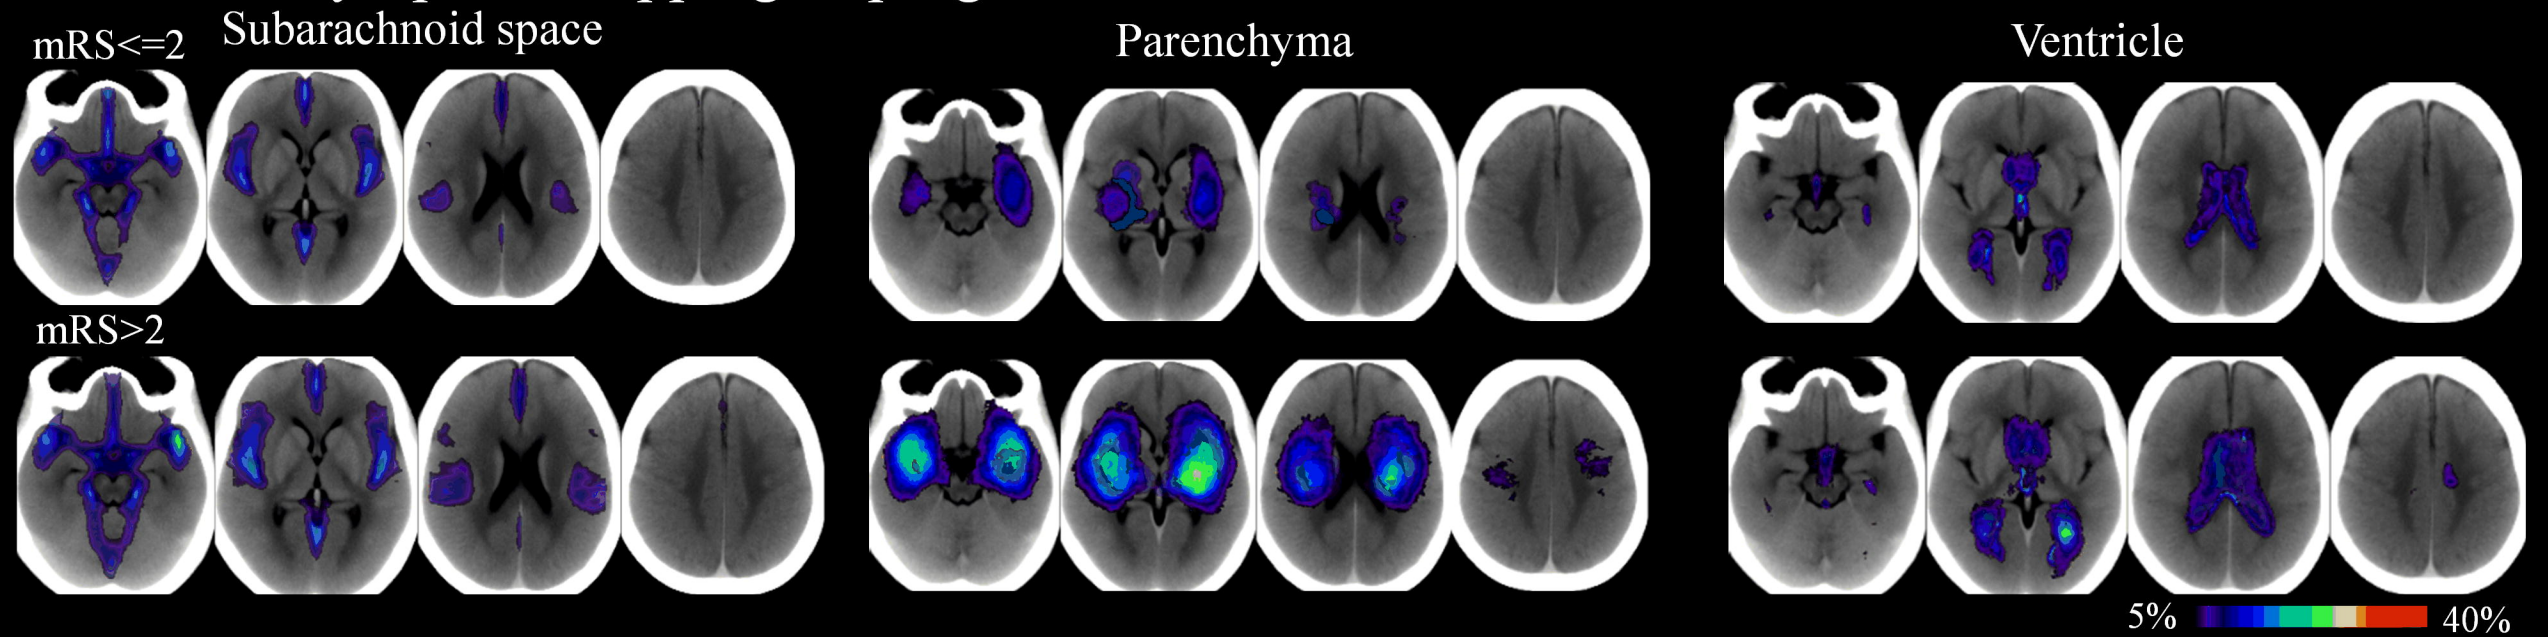 Subarachnoid space
Parenchyma
Ventricle
mRS<=2
mRS>2
5%
40%